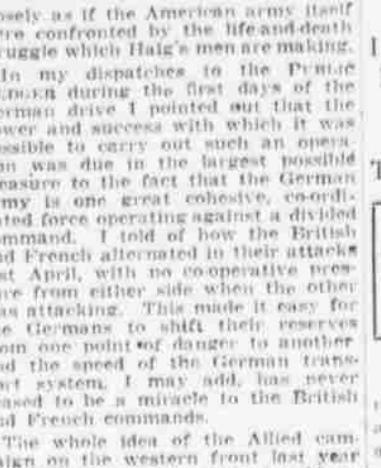 osely as if the American army itself
re confronted by the life-and-death
ruggle which Haig's men are making.
In my dispatches to the PUBLIC
LEDGER during the first days of the
erman drive I pointed out that the
ower and success with which it was
ossible to carry out such an opera-
on was due in the largest possible
easure to the fact that the German
my is one great cohesive, co-ordi-
ated force operating against a divided
ommand. I told of how the British
nd French alternated in their attacks
st April, with no co-operative pres-
re from either side when the other
as attacking. This made it easy for
e Germans to shift their reserves
om one point of danger to another
nd the speed of the German trans-
ort system, I may add, has never
eased to be a miracle to the British
nd French commands.
The whole idea of the Allied cam-
aign on the western front last year